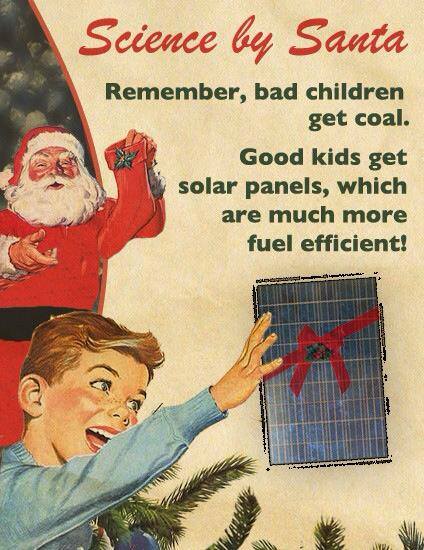 Science by Santa
Remember, bad children
get coal.
Good kids get
solar panels, which
are much more
fuel efficient!